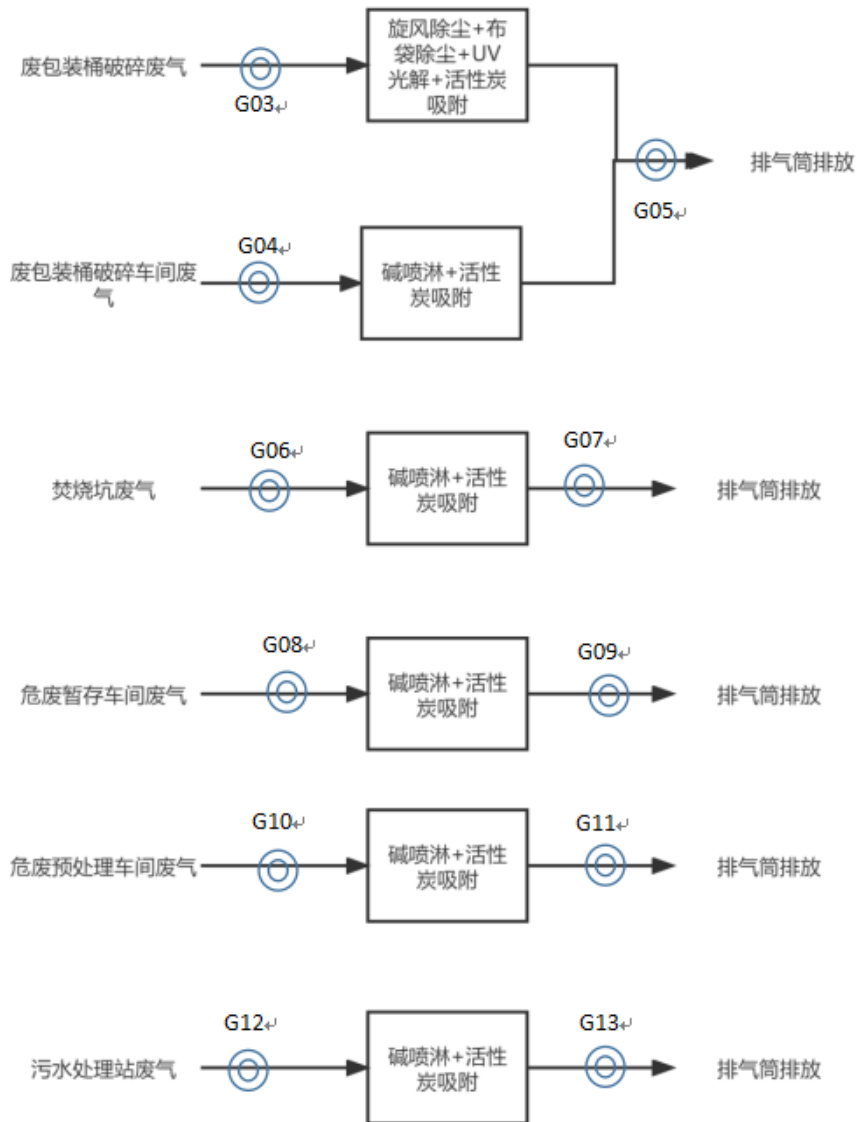 旋风除尘+布
袋除尘+UV
光解+活性炭
吸附
废包装桶破碎废气
G03↵
排气筒排放
G05↵
G04↵
废包装桶破碎车间废
气
碱喷淋+活性
炭吸附
G06↵
G07↵
焚烧坑废气
碱喷淋+活性
炭吸附
排气筒排放
G08↵
G09↵
危废暂存车间废气
碱喷淋+活性
炭吸附
排气筒排放
G10↵
G11↵
危废预处理车间废气
碱喷淋+活性
炭吸附
排气筒排放
G12↵
G13↵
污水处理站废气
碱喷淋+活性
炭吸附
排气筒排放